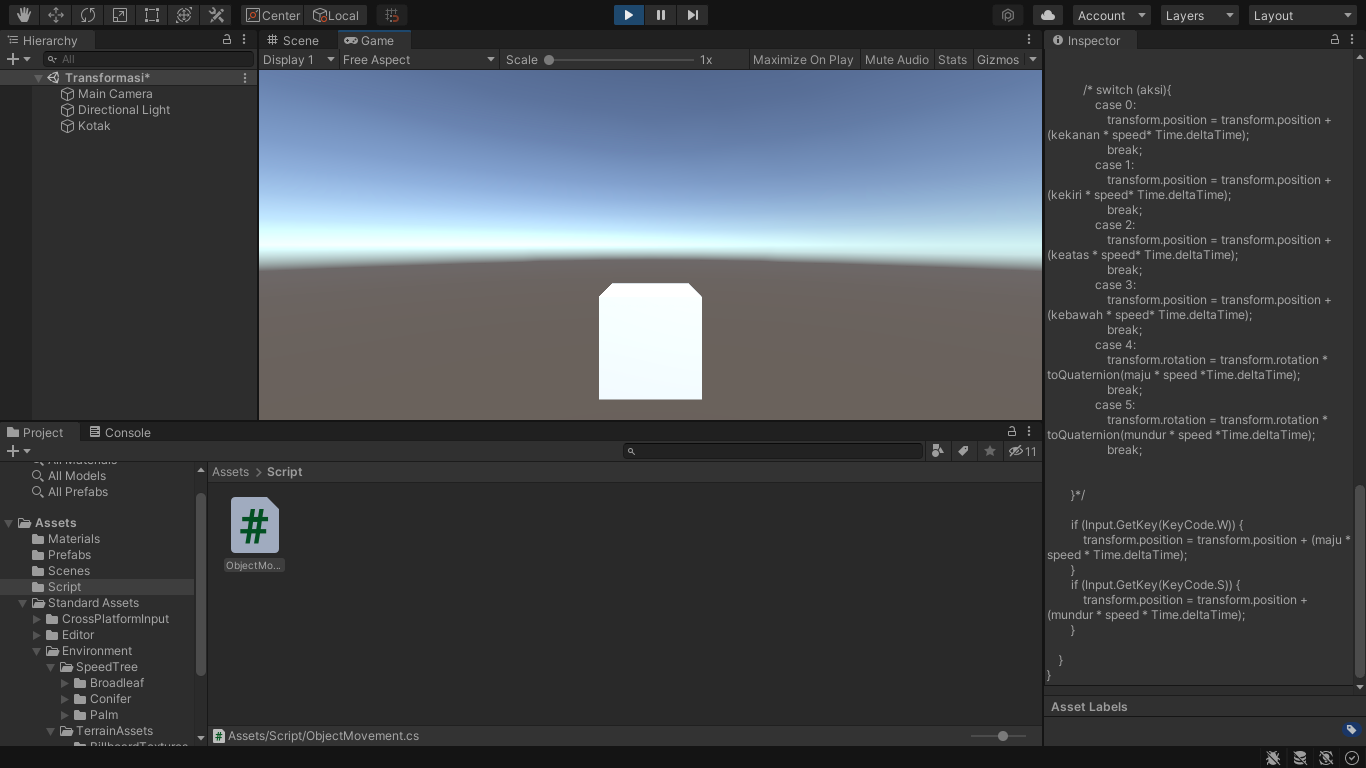 Center
Local
Account
Layers
Layout
Hierarchy
All
Transformasi*
Main Camera
Directional Light
Kotak
Scene
Game
Display 1
Free Aspect
Scale
1x
Maximize On Play
Mute Audio
Stats
Gizmos
Inspector
/* switch (aksi){
case 0:
transform.position = transform.position +
(kekanan * speed* Time.deltaTime);
break;
case 1:
transform.position = transform.position +
(kekiri * speed* Time.deltaTime);
break;
case 2:
transform.position = transform.position +
(keatas * speed* Time.deltaTime);
break;
case 3:
transform.position = transform.position +
(kebawah * speed* Time.deltaTime);
break;
case 4:
transform.rotation = transform.rotation *
toQuaternion(maju * speed *Time.deltaTime);
break;
case 5:
transform.rotation = transform.rotation *
toQuaternion(mundur * speed *Time.deltaTime);
break;
}*/
if (Input.GetKey(KeyCode.W)) {
transform.position = transform.position + (maju *
speed * Time.deltaTime);
}
if (Input.GetKey(KeyCode.S)) {
transform.position = transform.position +
(mundur * speed * Time.deltaTime);
}
}
}
Asset Labels
Project
Console
11
All Materials
All Models
All Prefabs
Assets
Materials
Prefabs
Scenes
Script
Standard Assets
CrossPlatformInput
Editor
Environment
SpeedTree
Broadleaf
Conifer
Palm
TerrainAssets
BillboardTextures
Assets > Script
#
ObjectMo...
Assets/Script/ObjectMovement.cs